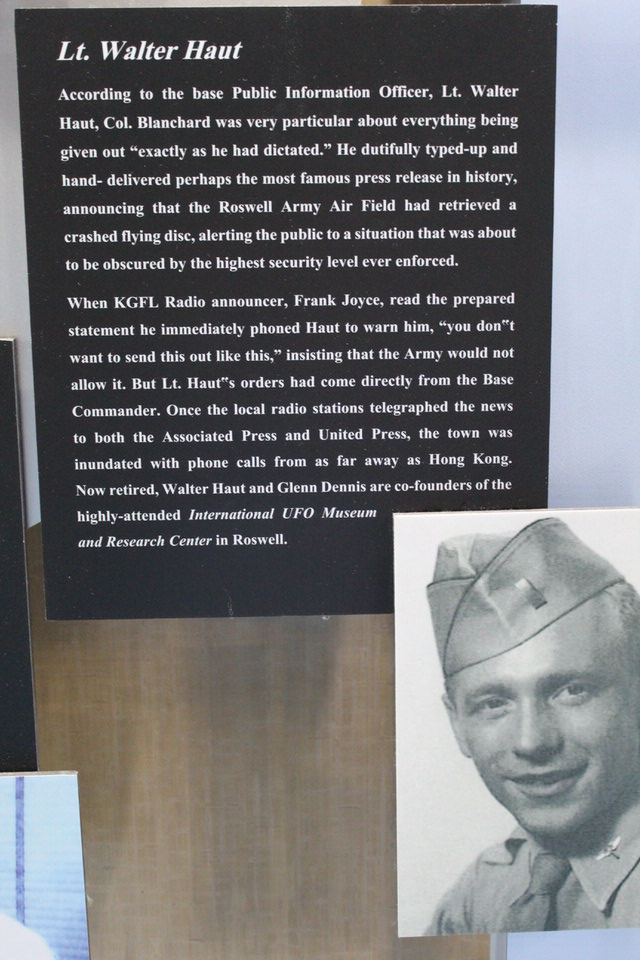 Lt. Walter Haut
According to the base Public Information Officer, Lt. Walter
Haut, Col. Blanchard was very particular about everything being
given out “exactly as he had dictated.” He dutifully typed-up and
hand- delivered perhaps the most famous press release in history,
announcing that the Roswell Army Air Field had retrieved a
crashed flying disc, alerting the public to a situation that was about
to be obscured by the highest security level ever enforced.
When KGFL Radio announcer, Frank Joyce, read the prepared
statement he immediately phoned Haut to warn him, “you don‟t
want to send this out like this,” insisting that the Army would not
allow it. But Lt. Haut‟s orders had come directly from the Base
Commander. Once the local radio stations telegraphed the news
to both the Associated Press and United Press, the town was
inundated with phone calls from as far away as Hong Kong.
Now retired, Walter Haut and Glenn Dennis are co-founders of the
highly-attended International UFO Museum
and Research Center in Roswell.